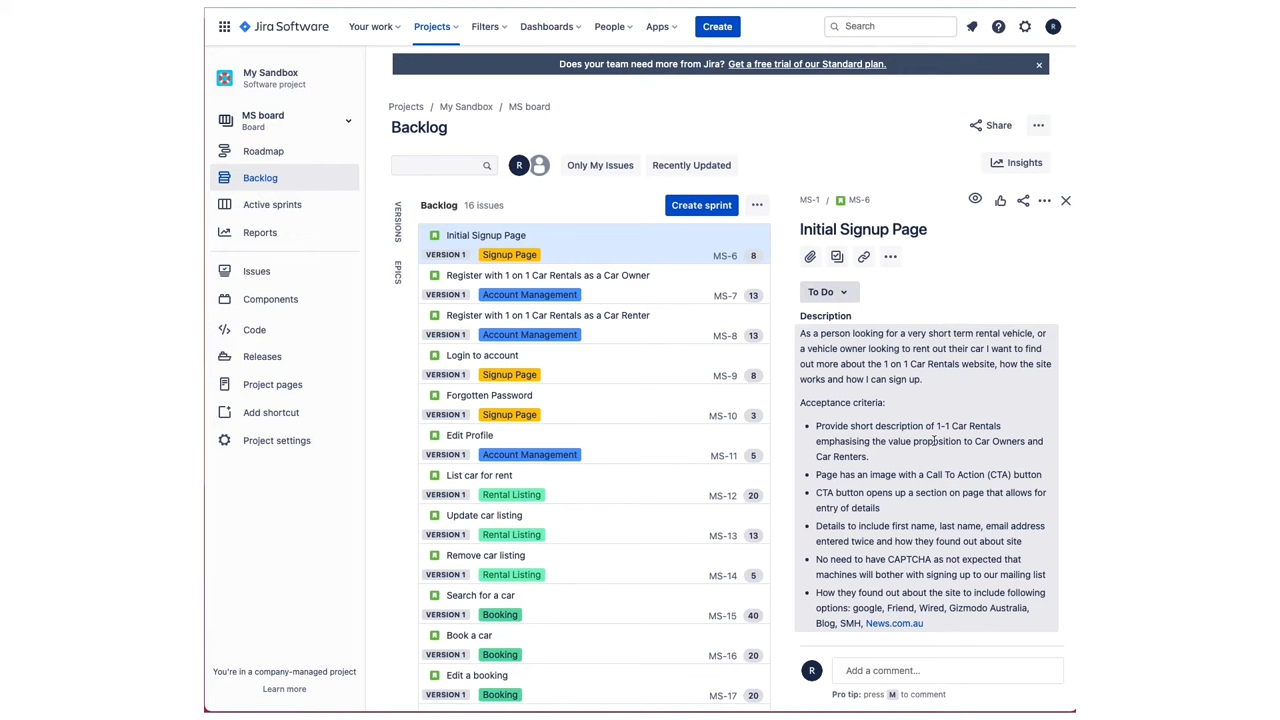 Jira Software
Your work
Projects
Filters
Dashboards
People
Apps
Create
Search
R
Does your team need more from Jira? Get a free trial of our Standard plan.
My Sandbox
Software project
MS board
Board
Roadmap
Backlog
Active sprints
Reports
Issues
Components
Code
Releases
Project pages
Add shortcut
Project settings
You're in a company-managed project
Learn more
Projects / My Sandbox / MS board
Backlog
Share
R
Only My Issues
Recently Updated
Insights
VERSIONS
EPICS
Backlog 16 issues
Create sprint
Initial Signup Page
VERSION 1 Signup Page MS-6 8
Register with 1 on 1 Car Rentals as a Car Owner
VERSION 1 Account Management MS-7 13
Register with 1 on 1 Car Rentals as a Car Renter
VERSION 1 Account Management MS-8 13
Login to account
VERSION 1 Signup Page MS-9 8
Forgotten Password
VERSION 1 Signup Page MS-10 3
Edit Profile
VERSION 1 Account Management MS-11 5
List car for rent
VERSION 1 Rental Listing MS-12 20
Update car listing
VERSION 1 Rental Listing MS-13 13
Remove car listing
VERSION 1 Rental Listing MS-14 5
Search for a car
VERSION 1 Booking MS-15 40
Book a car
VERSION 1 Booking MS-16 20
Edit a booking
VERSION 1 Booking MS-17 20
MS-1 / MS-6
Initial Signup Page
To Do
Description
As a person looking for a very short term rental vehicle, or
a vehicle owner looking to rent out their car I want to find
out more about the 1 on 1 Car Rentals website, how the site
works and how I can sign up.
Acceptance criteria:
• Provide short description of 1-1 Car Rentals
emphasising the value proposition to Car Owners and
Car Renters.
• Page has an image with a Call To Action (CTA) button
• CTA button opens up a section on page that allows for
entry of details
• Details to include first name, last name, email address
entered twice and how they found out about site
• No need to have CAPTCHA as not expected that
machines will bother with signing up to our mailing list
• How they found out about the site to include following
options: google, Friend, Wired, Gizmodo Australia,
Blog, SMH, News.com.au
R
Add a comment…
Pro tip: press M to comment